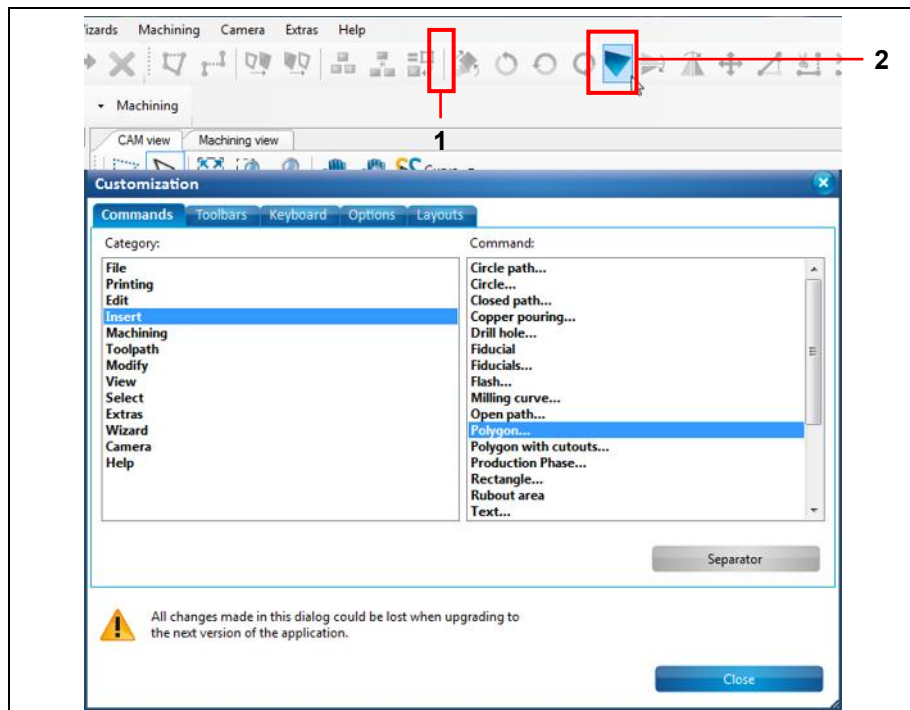 izards Machining Camera Extras Help
2
Machining
1
CAM view Machining view
Customization
Commands Toolbars Keyboard Options Layouts
Category: Command:
File
Printing
Edit
Insert
Machining
Toolpath
Modify
View
Select
Extras
Wizard
Camera
Help
Circle path...
Circle...
Closed path...
Copper pouring...
Drill hole...
Fiducial
Fiducials...
Flash...
Milling curve...
Open path...
Polygon...
Polygon with cutouts...
Production Phase...
Rectangle...
Rubout area
Text...
Separator
All changes made in this dialog could be lost when upgrading to
the next version of the application.
Close